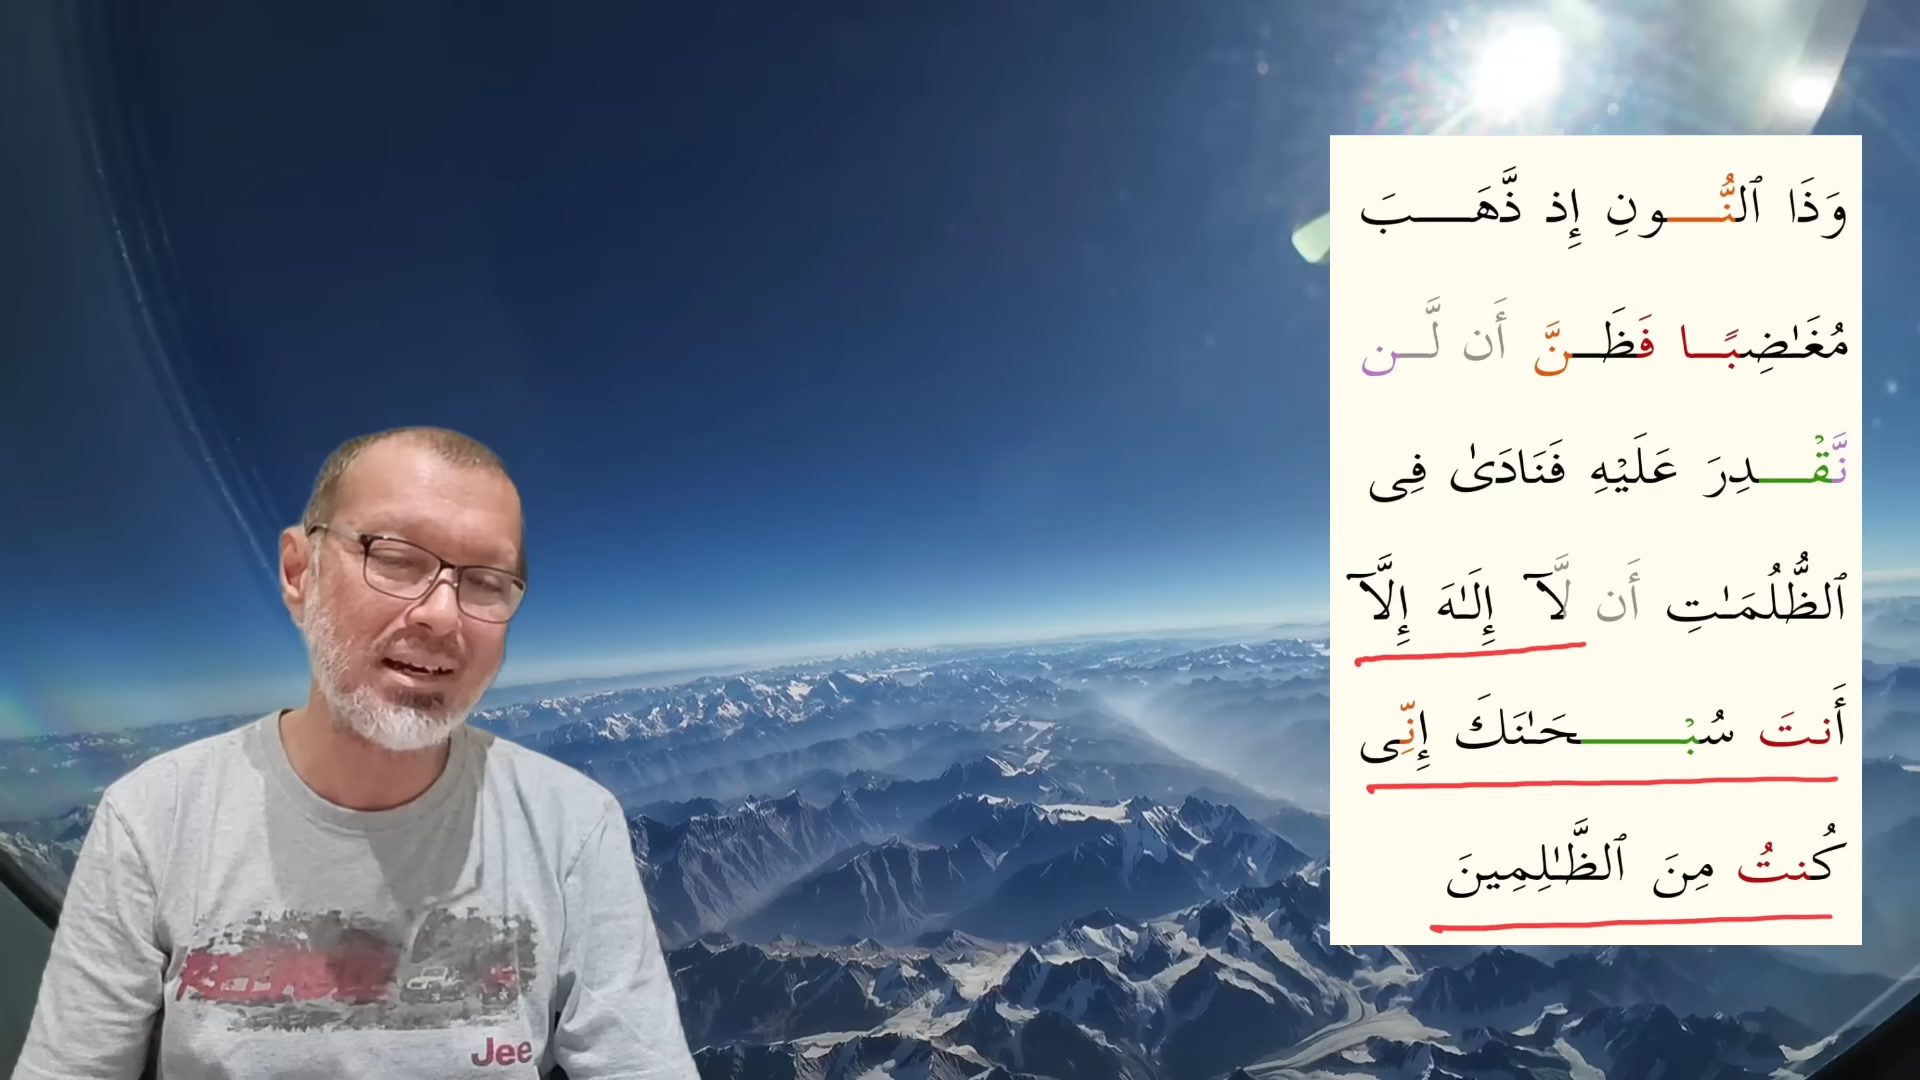 وَذَا ٱلنُّونِ إِذ ذَّهَبَ
مُغَـٰضِبًا فَظَنَّ أَن لَّن
نَّقْدِرَ عَلَيْهِ فَنَادَىٰ فِى
ٱلظُّلُمَـٰتِ أَن لَّآ إِلَـٰهَ إِلَّآ
أَنتَ سُبْحَـٰنَكَ إِنِّى
كُنتُ مِنَ ٱلظَّـٰلِمِينَ
Jee